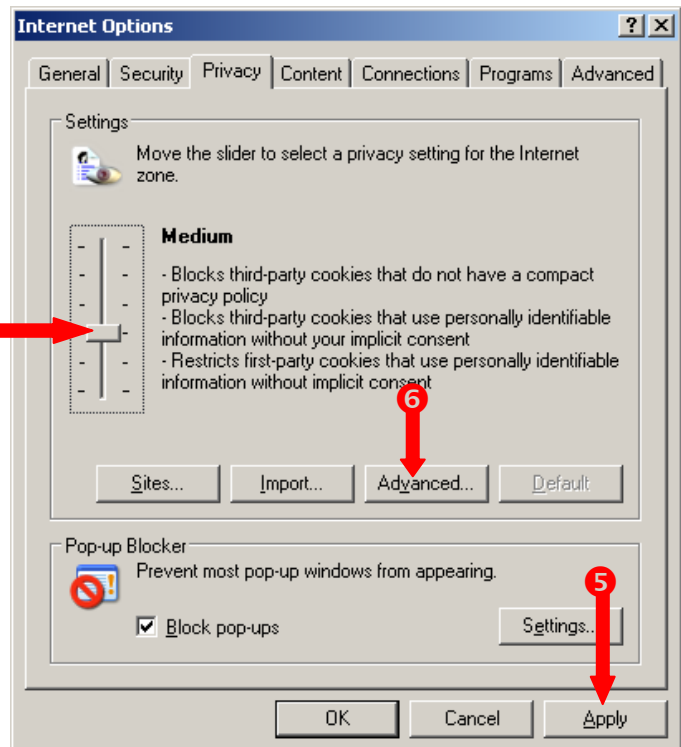 Internet Options
General Security Privacy Content Connections Programs Advanced
Settings
Move the slider to select a privacy setting for the Internet
zone.
Medium
- Blocks third-party cookies that do not have a compact
privacy policy
- Blocks third-party cookies that use personally identifiable
information without your implicit consent
- Restricts first-party cookies that use personally identifiable
information without implicit consent
6
Sites... Import... Advanced... Default
Pop-up Blocker
Prevent most pop-up windows from appearing.
5
Block pop-ups Settings...
OK Cancel Apply